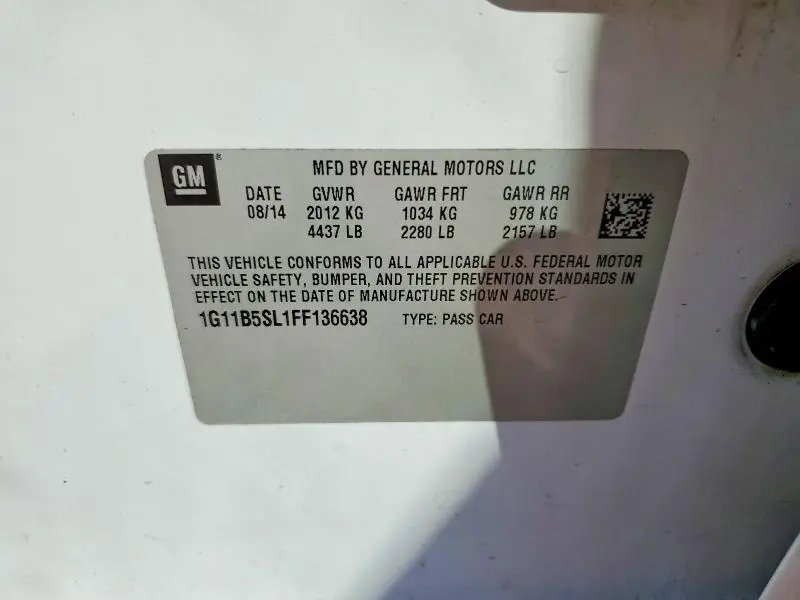 GM ®
MFD BY GENERAL MOTORS LLC
DATE GVWR GAWR FRT GAWR RR
08/14 2012 KG 1034 KG 978 KG
4437 LB 2280 LB 2157 LB
THIS VEHICLE CONFORMS TO ALL APPLICABLE U.S. FEDERAL MOTOR
VEHICLE SAFETY, BUMPER, AND THEFT PREVENTION STANDARDS IN
EFFECT ON THE DATE OF MANUFACTURE SHOWN ABOVE.
1G11B5SL1FF136638 TYPE: PASS CAR